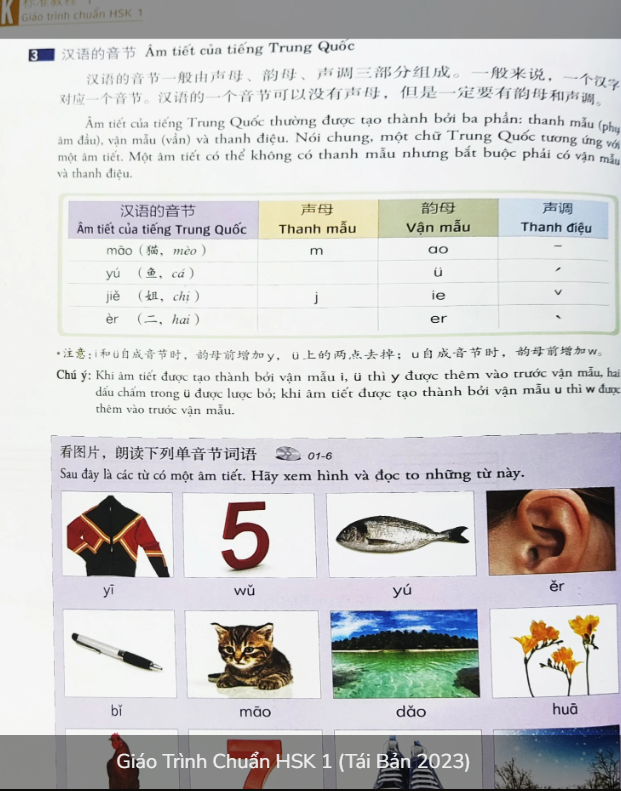 标准教程 1
Giáo trình chuẩn HSK 1
3 汉语的音节 Âm tiết của tiếng Trung Quốc
汉语的音节一般由声母、韵母、声调三部分组成。一般来说，一个汉字
对应一个音节。汉语的一个音节可以没有声母，但是一定要有韵母和声调。
Âm tiết của tiếng Trung Quốc thường được tạo thành bởi ba phần: thanh mẫu (phụ
âm đầu), vận mẫu (vần) và thanh điệu. Nói chung, một chữ Trung Quốc tương ứng với
một âm tiết. Một âm tiết có thể không có thanh mẫu nhưng bắt buộc phải có vận mẫu
và thanh điệu.
汉语的音节 声母 韵母 声调
Âm tiết của tiếng Trung Quốc Thanh mẫu Vận mẫu Thanh điệu
māo （猫，mèo） m ao ˉ
yú （鱼，cá） ü ˊ
jiě （姐，chị） j ie ˇ
èr （二，hai） er ˋ
•注意：i和ü自成音节时，韵母前增加y，ü上的两点去掉；u自成音节时，韵母前增加w。
Chú ý: Khi âm tiết được tạo thành bởi vận mẫu i, ü thì y được thêm vào trước vận mẫu, hai
dấu chấm trong ü được lược bỏ; khi âm tiết được tạo thành bởi vận mẫu u thì w được
thêm vào trước vận mẫu.
看图片，朗读下列单音节词语 01-6
Sau đây là các từ có một âm tiết. Hãy xem hình và đọc to những từ này.
5
yī wǔ yú ěr
bǐ māo dǎo huā
7
Giáo Trình Chuẩn HSK 1 (Tái Bản 2023)